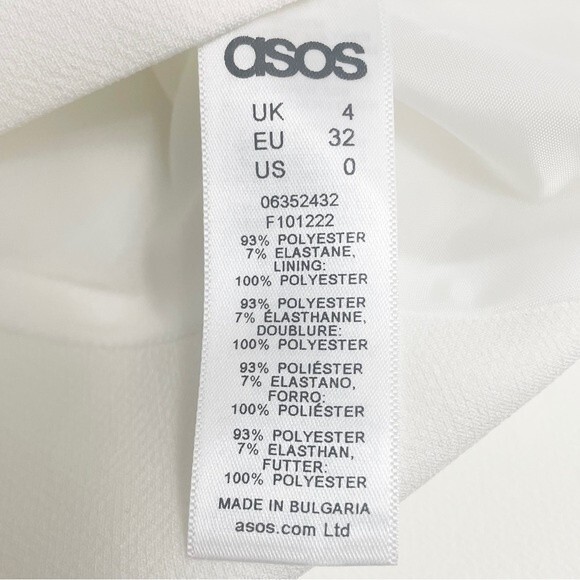 asos
UK 4
EU 32
US 0
06352432
F101222
93% POLYESTER
7% ELASTANE,
LINING:
100% POLYESTER
93% POLYESTER
7% ÉLASTHANNE,
DOUBLURE:
100% POLYESTER
93% POLIÉSTER
7% ELASTANO,
FORRO:
100% POLIÉSTER
93% POLYESTER
7% ELASTHAN,
FUTTER:
100% POLYESTER
MADE IN BULGARIA
asos.com Ltd